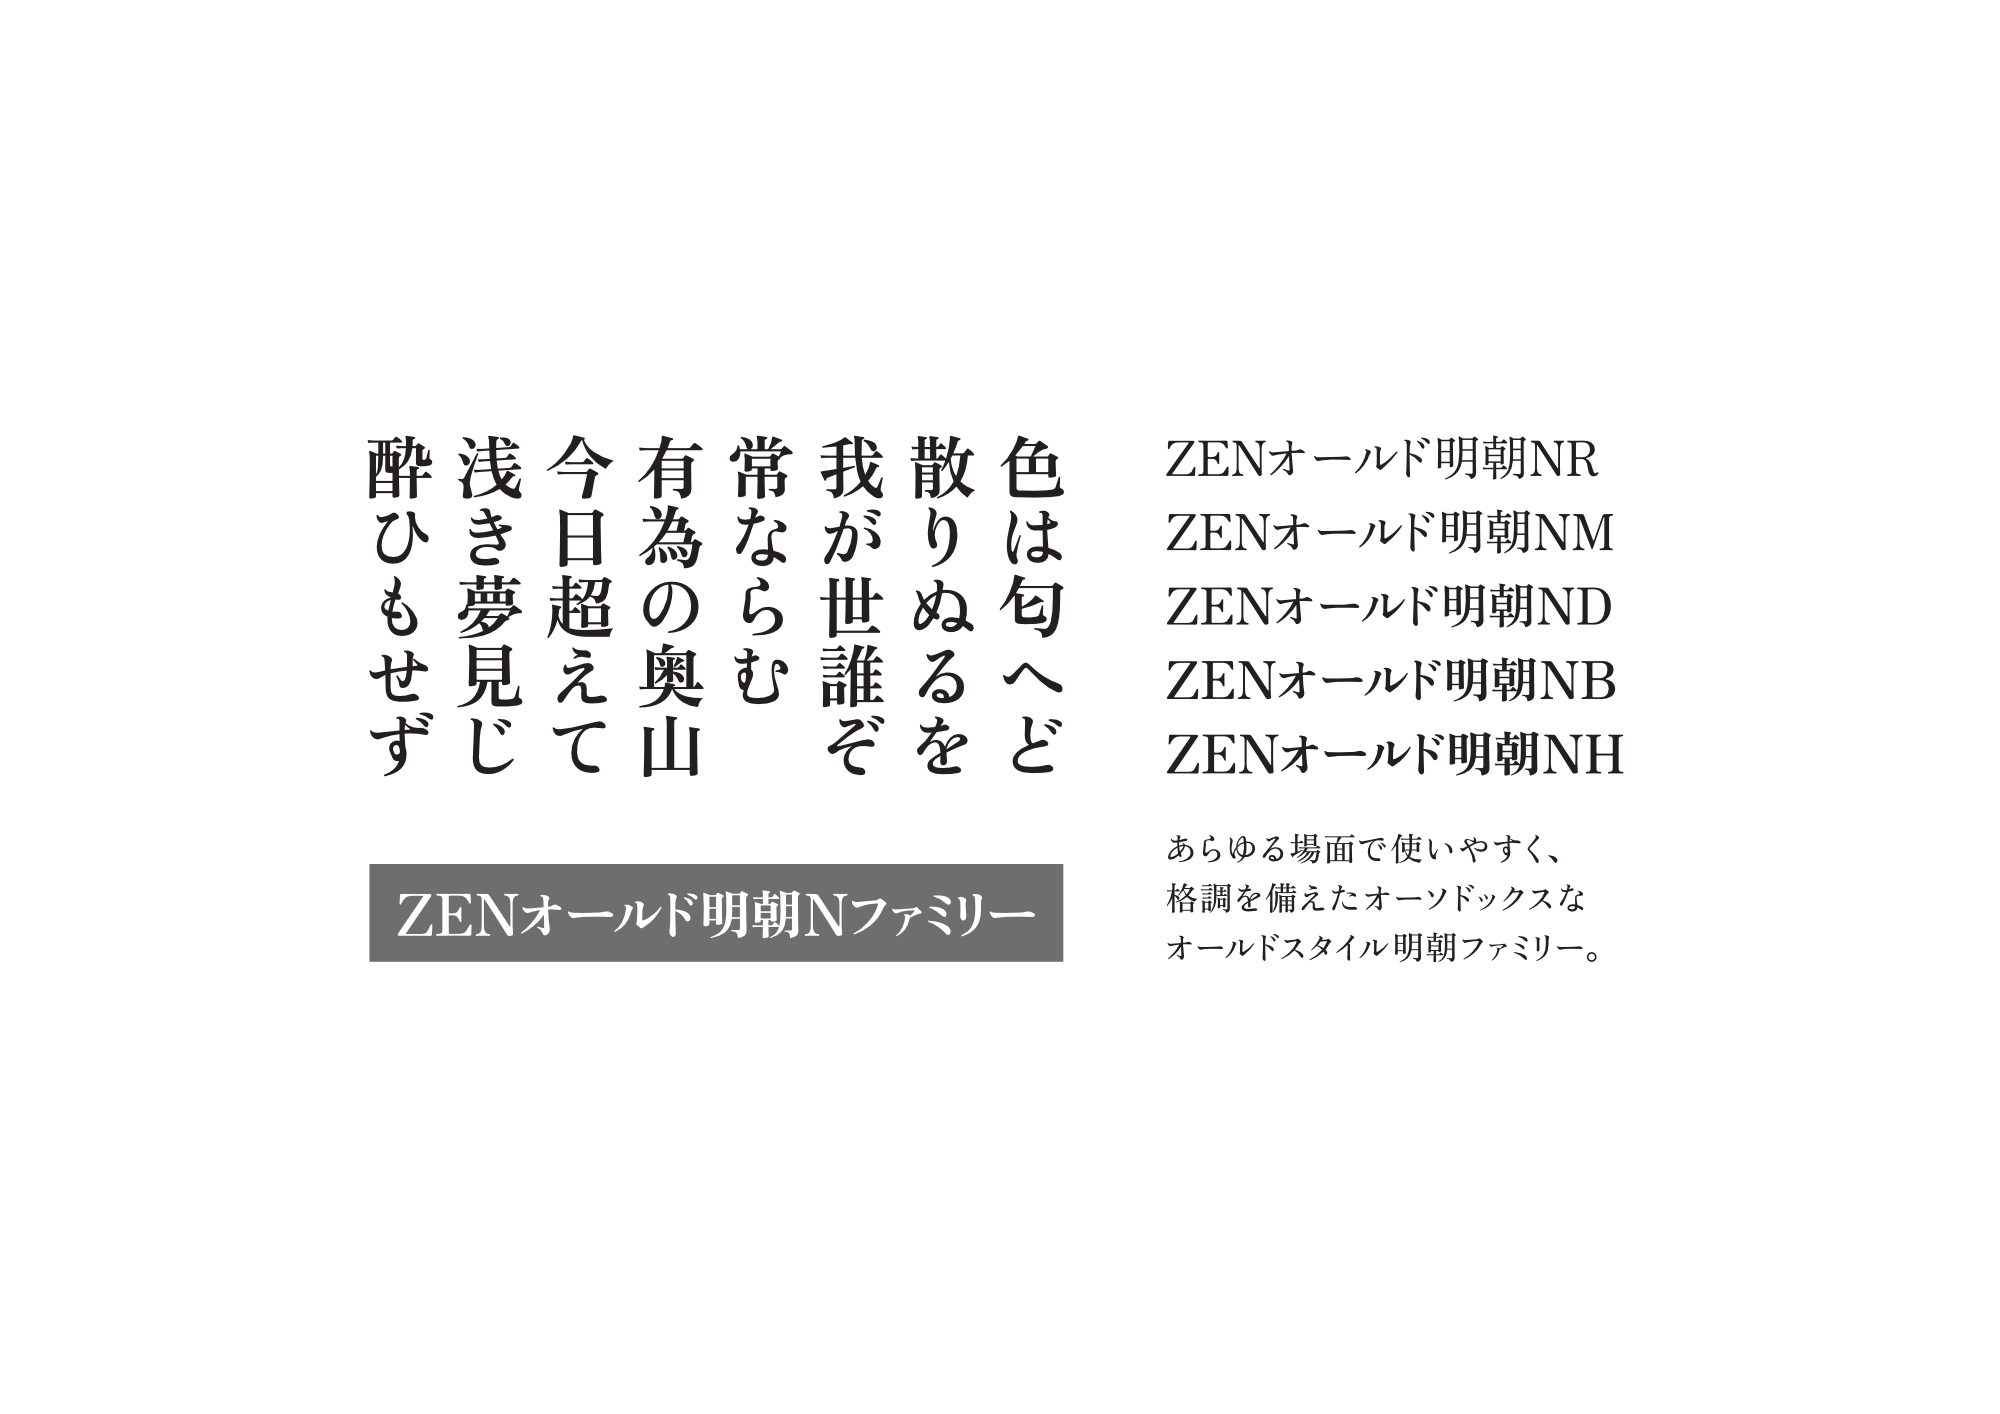 色は匂へど
散りぬるを
我が世誰ぞ
常ならむ
有為の奥山
今日超えて
浅き夢見じ
酔ひもせず
ZENオールド明朝Nファミリー
ZENオールド明朝NR
ZENオールド明朝NM
ZENオールド明朝ND
ZENオールド明朝NB
ZENオールド明朝NH
あらゆる場面で使いやすく、
格調を備えたオーソドックスな
オールドスタイル明朝ファミリー。